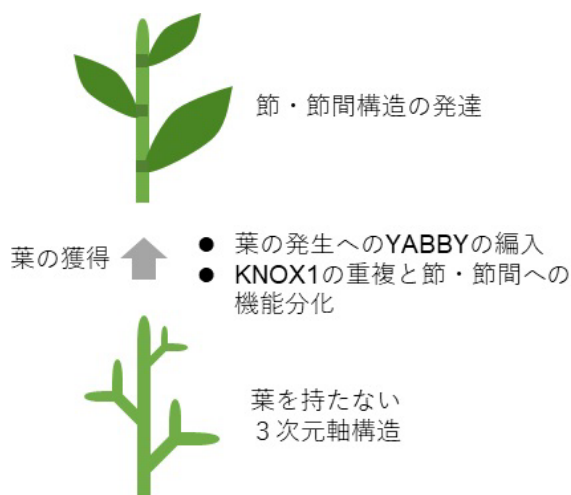 節・節間構造の発達
葉の獲得
● 葉の発生へのYABBYの編入
● KNOX1の重複と節・節間への
機能分化
葉を持たない
３次元軸構造